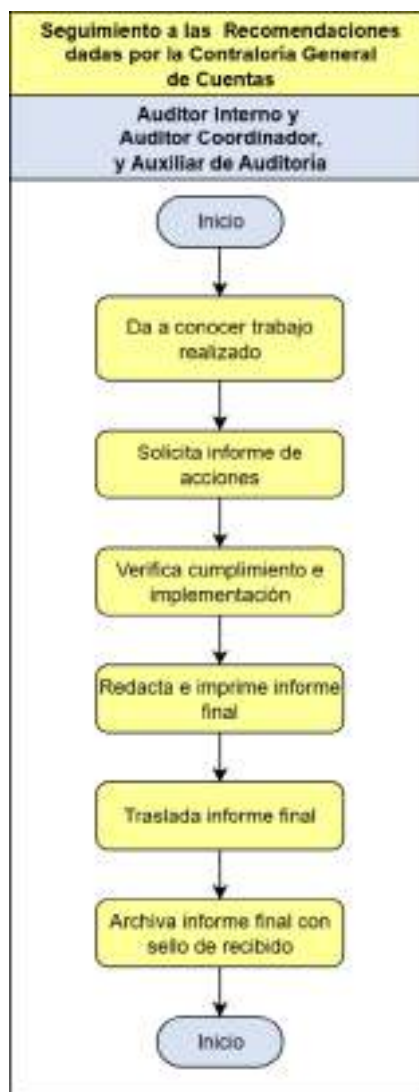 Seguimiento a las Recomendaciones
dadas por la Contraloría General
de Cuentas
Auditor Interno y
Auditor Coordinador,
y Auxiliar de Auditoría
Inicio
Da a conocer trabajo
realizado
Solicita informe de
acciones
Verifica cumplimiento e
implementación
Redacta e imprime informe
final
Traslada informe final
Archiva informe final con
sello de recibido
Inicio